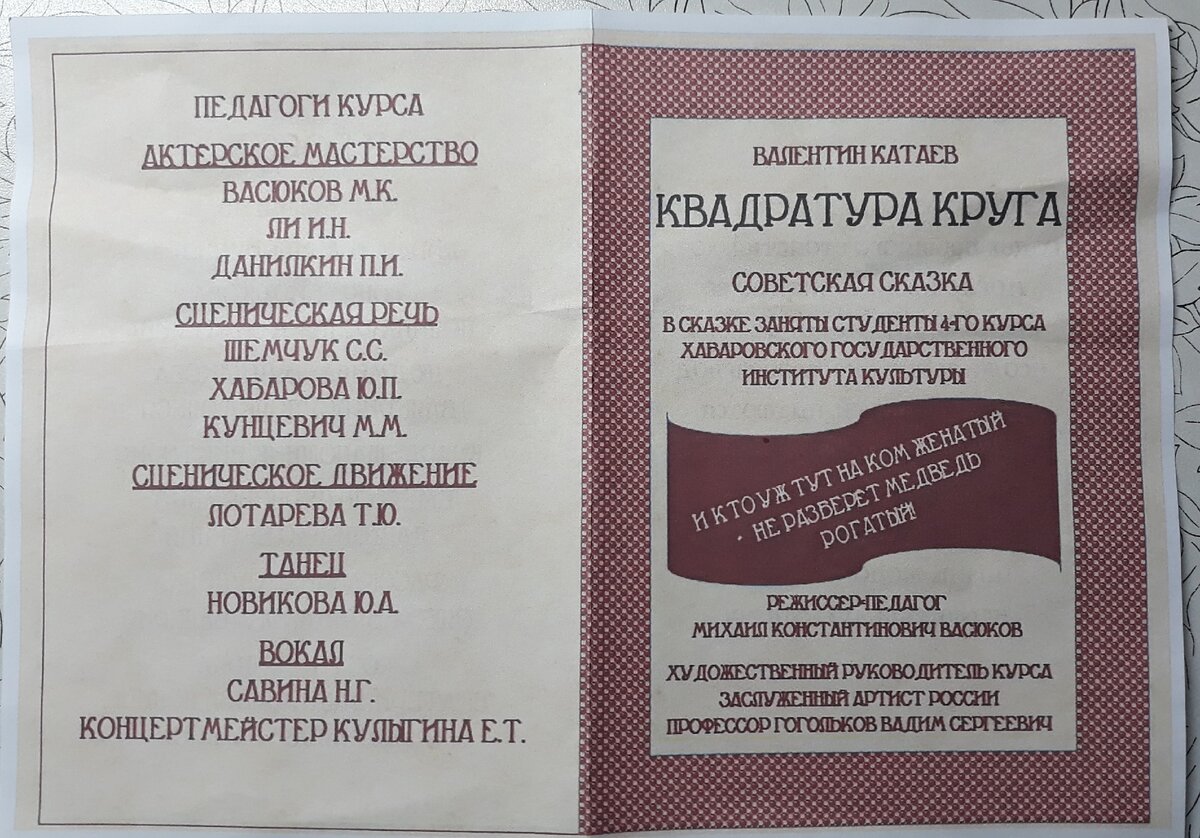 ПЕДАГОГИ КУРСА
АКТЕРСКОЕ МАСТЕРСТВО
ВАСЮКОВ М.К.
ЛИ И.Н.
ДАНИЛКИН П.И.
СЦЕНИЧЕСКАЯ РЕЧЬ
ШЕМЧУК С.С.
ХАБАРОВА Ю.П.
КУНЦЕВИЧ М.М.
СЦЕНИЧЕСКОЕ ДВИЖЕНИЕ
ЛОТАРЕВА Т.Ю.
ТАНЕЦ
НОВИКОВА Ю.А.
ВОКАЛ
САВИНА Н.Г.
КОНЦЕРТМЕЙСТЕР КУЛЫГИНА Е.Т.
ВАЛЕНТИН КАТАЕВ
КВАДРАТУРА КРУГА
СОВЕТСКАЯ СКАЗКА
В СКАЗКЕ ЗАНЯТЫ СТУДЕНТЫ 4-ГО КУРСА
ХАБАРОВСКОГО ГОСУДАРСТВЕННОГО
ИНСТИТУТА КУЛЬТУРЫ
И КТО УЖ ТУТ НА КОМ ЖЕНАТЫЙ
- НЕ РАЗБЕРЕТ МЕДВЕДЬ
РОГАТЫЙ!
РЕЖИССЕР-ПЕДАГОГ
МИХАИЛ КОНСТАНТИНОВИЧ ВАСЮКОВ
ХУДОЖЕСТВЕННЫЙ РУКОВОДИТЕЛЬ КУРСА
ЗАСЛУЖЕННЫЙ АРТИСТ РОССИИ
ПРОФЕССОР ГОГОЛЬКОВ ВАДИМ СЕРГЕЕВИЧ